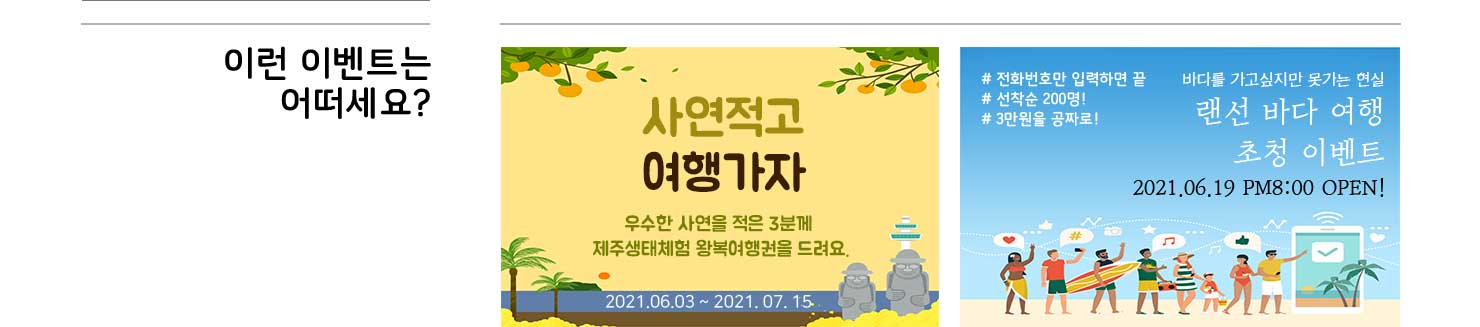 이런 이벤트는
어떠세요?
사연적고
여행가자
우수한 사연을 적은 3분께
제주생태체험 왕복여행권을 드려요.
2021.06.03 ~ 2021. 07. 15
# 전화번호만 입력하면 끝
# 선착순 200명!
# 3만원을 공짜로!
바다를 가고싶지만 못가는 현실
랜선 바다 여행
초청 이벤트
2021.06.19 PM8:00 OPEN!
#